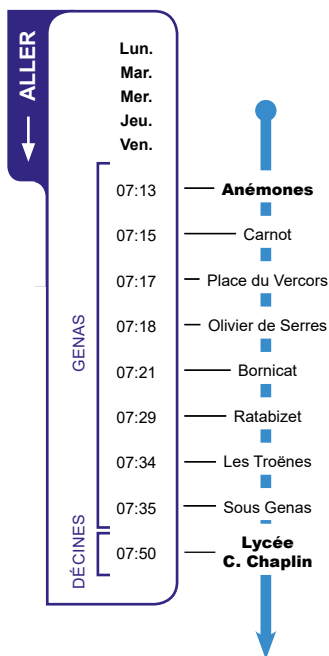 ALLER
Lun.
Mar.
Mer.
Jeu.
Ven.
GENAS
07:13 Anémones
07:15 Carnot
07:17 Place du Vercors
07:18 Olivier de Serres
07:21 Bornicat
07:29 Ratabizet
07:34 Les Troënes
07:35 Sous Genas
DÉCINES
07:50 Lycée
C. Chaplin